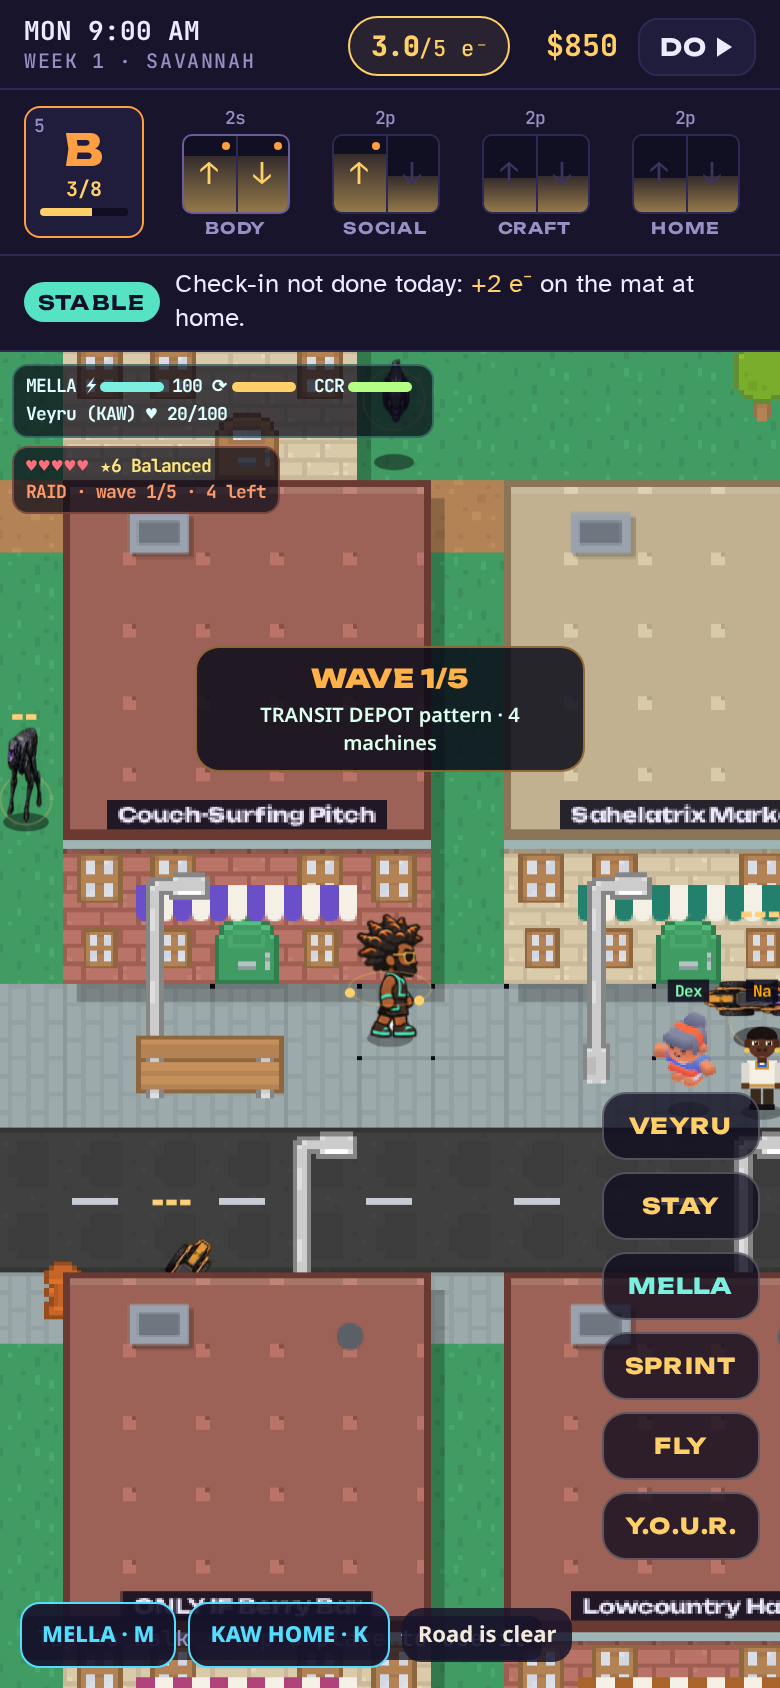 MON 9:00 AM
WEEK 1 · SAVANNAH
3.0/5 e⁻
$850
DO ▶
5
B
3/8
2s
BODY
2p
SOCIAL
2p
CRAFT
2p
HOME
STABLE
Check-in not done today: +2 e⁻ on the mat at
home.
MELLA ⚡ 100 ⟳ CCR
Veyru (KAW) ♥ 20/100
♥♥♥♥♥ ★6 Balanced
RAID · wave 1/5 · 4 left
WAVE 1/5
TRANSIT DEPOT pattern · 4
machines
Couch-Surfing Pitch
Sahelatrix Mark
Dex
Na
VEYRU
STAY
MELLA
SPRINT
FLY
Y.O.U.R.
ONLY IF Berry Bar
Lowcountry Ha
MELLA · M
KAW HOME · K
Road is clear